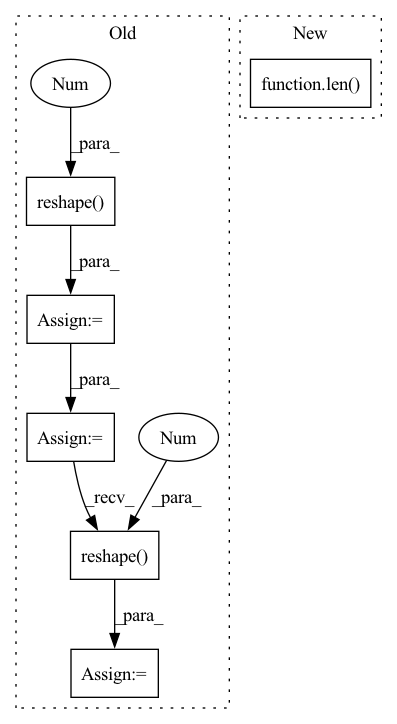 Old
New
Num
function.len()
_para_
reshape()
_para_
Assign:=
_para_
Assign:=
Num
_recv_
_para_
reshape()
_para_
Assign:=